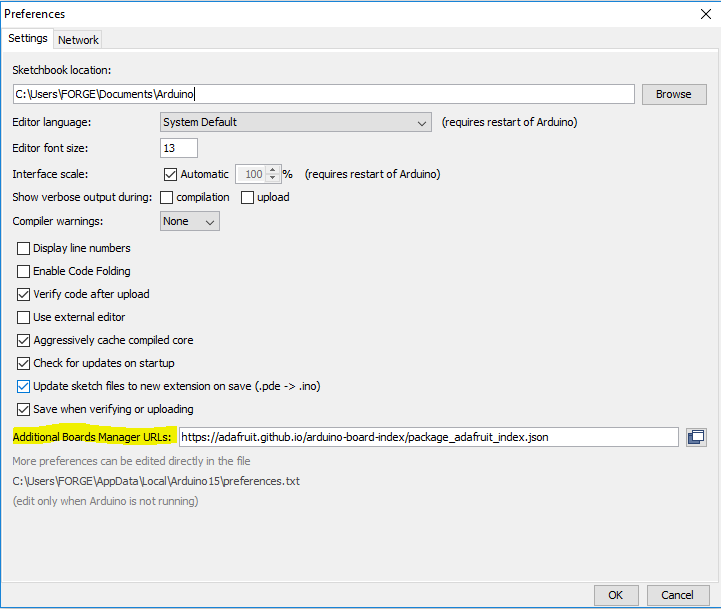 Preferences
Settings Network
Sketchbook location:
C:\Users\FORGE\Documents\Arduino Browse
Editor language: System Default (requires restart of Arduino)
Editor font size: 13
Interface scale: Automatic 100 % (requires restart of Arduino)
Show verbose output during: compilation upload
Compiler warnings: None
Display line numbers
Enable Code Folding
Verify code after upload
Use external editor
Aggressively cache compiled core
Check for updates on startup
Update sketch files to new extension on save (.pde -> .ino)
Save when verifying or uploading
Additional Boards Manager URLs: https://adafruit.github.io/arduino-board-index/package_adafruit_index.json
More preferences can be edited directly in the file
C:\Users\FORGE\AppData\Local\Arduino15\preferences.txt
(edit only when Arduino is not running)
OK Cancel